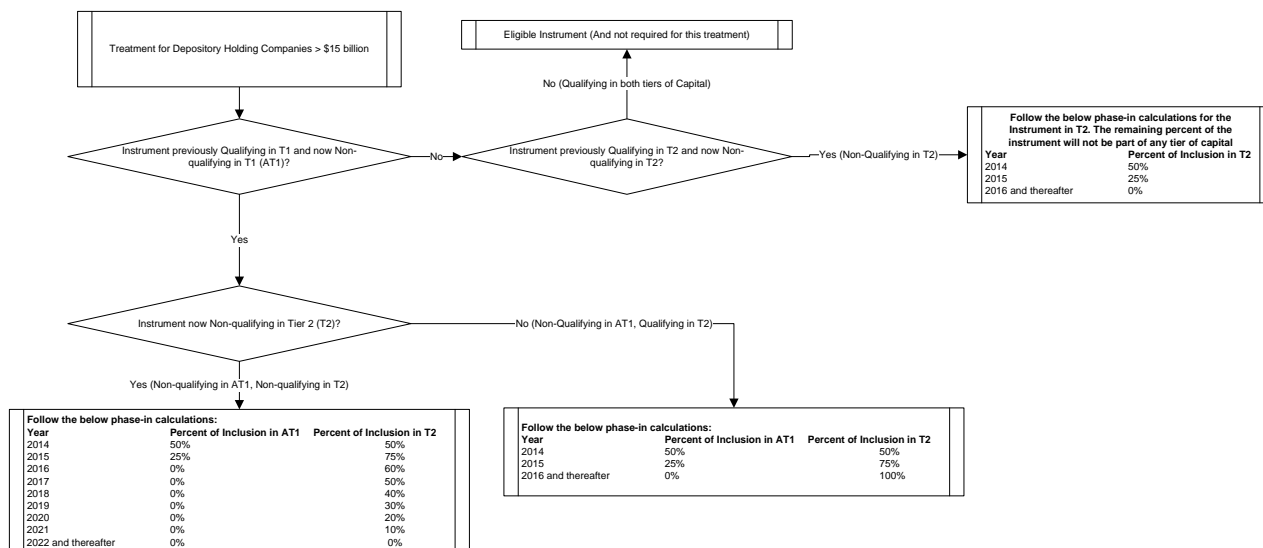 Treatment for Depository Holding Companies > $15 billion
Eligible Instrument (And not required for this treatment)
No (Qualifying in both tiers of Capital)
Instrument previously Qualifying in T1 and now Non-
qualifying in T1 (AT1)?
No
Instrument previously Qualifying in T2 and now Non-
qualifying in T2?
Yes (Non-Qualifying in T2)
Follow the below phase-in calculations for the
Instrument in T2. The remaining percent of the
instrument will not be part of any tier of capital
Year Percent of Inclusion in T2
2014 50%
2015 25%
2016 and thereafter 0%
Yes
Instrument now Non-qualifying in Tier 2 (T2)?
No (Non-Qualifying in AT1, Qualifying in T2)
Yes (Non-qualifying in AT1, Non-qualifying in T2)
Follow the below phase-in calculations:
Year Percent of Inclusion in AT1 Percent of Inclusion in T2
2014 50% 50%
2015 25% 75%
2016 0% 60%
2017 0% 50%
2018 0% 40%
2019 0% 30%
2020 0% 20%
2021 0% 10%
2022 and thereafter 0% 0%
Follow the below phase-in calculations:
Year Percent of Inclusion in AT1 Percent of Inclusion in T2
2014 50% 50%
2015 25% 75%
2016 and thereafter 0% 100%